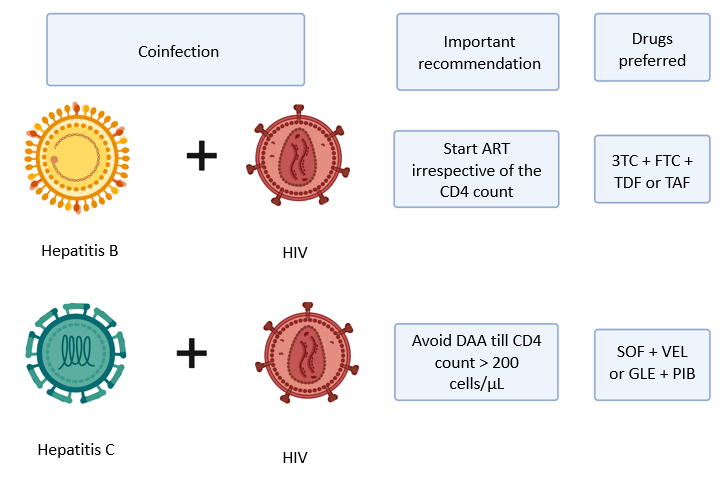 Coinfection
Important
recommendation
Drugs
preferred
Start ART
irrespective of the
CD4 count
3TC + FTC +
TDF or TAF
Hepatitis B
HIV
Avoid DAA till CD4
count > 200
cells/µL
SOF + VEL
or GLE + PIB
Hepatitis C
HIV